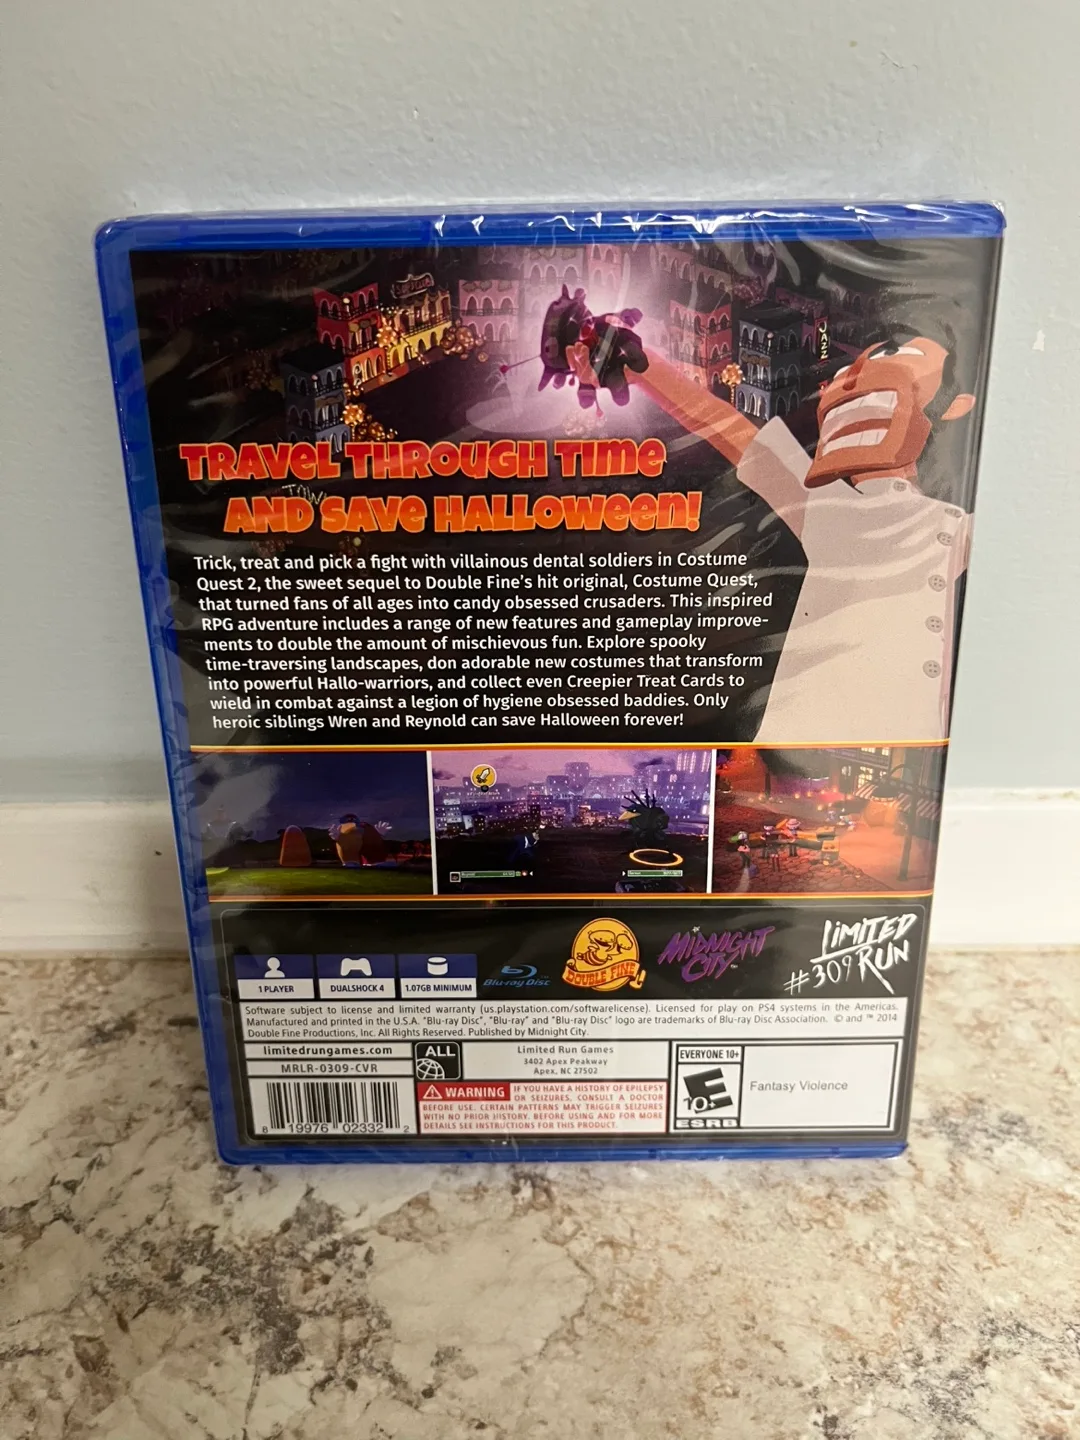 JAZZ
TRAVEL THROUGH TIME
AND SAVE HALLOWEEN!
Trick, treat and pick a fight with villainous dental soldiers in Costume
Quest 2, the sweet sequel to Double Fine's hit original, Costume Quest,
that turned fans of all ages into candy obsessed crusaders. This inspired
RPG adventure includes a range of new features and gameplay improve-
ments to double the amount of mischievous fun. Explore spooky
time-traversing landscapes, don adorable new costumes that transform
into powerful Hallo-warriors, and collect even Creepier Treat Cards to
wield in combat against a legion of hygiene obsessed baddies. Only
heroic siblings Wren and Reynold can save Halloween forever!
1 PLAYER
DUALSHOCK 4
1.07GB MINIMUM
Blu-ray Disc
DOUBLE FINE
MIDNIGHT
CITY
LIMITED
RUN
#309
Software subject to license and limited warranty (us.playstation.com/softwarelicense). Licensed for play on PS4 systems in the Americas.
Manufactured and printed in the U.S.A. "Blu-ray Disc", "Blu-ray" and "Blu-ray Disc" logo are trademarks of Blu-ray Disc Association. © and ™ 2014
Double Fine Productions, Inc. All Rights Reserved. Published by Midnight City.
limitedrungames.com
MRLR-0309-CVR
8 19976 02332 2
ALL
Limited Run Games
3402 Apex Peakway
Apex, NC 27502
WARNING IF YOU HAVE A HISTORY OF EPILEPSY
OR SEIZURES, CONSULT A DOCTOR
BEFORE USE. CERTAIN PATTERNS MAY TRIGGER SEIZURES
WITH NO PRIOR HISTORY. BEFORE USING AND FOR MORE
DETAILS SEE INSTRUCTIONS FOR THIS PRODUCT.
EVERYONE 10+
E
10+
ESRB
Fantasy Violence